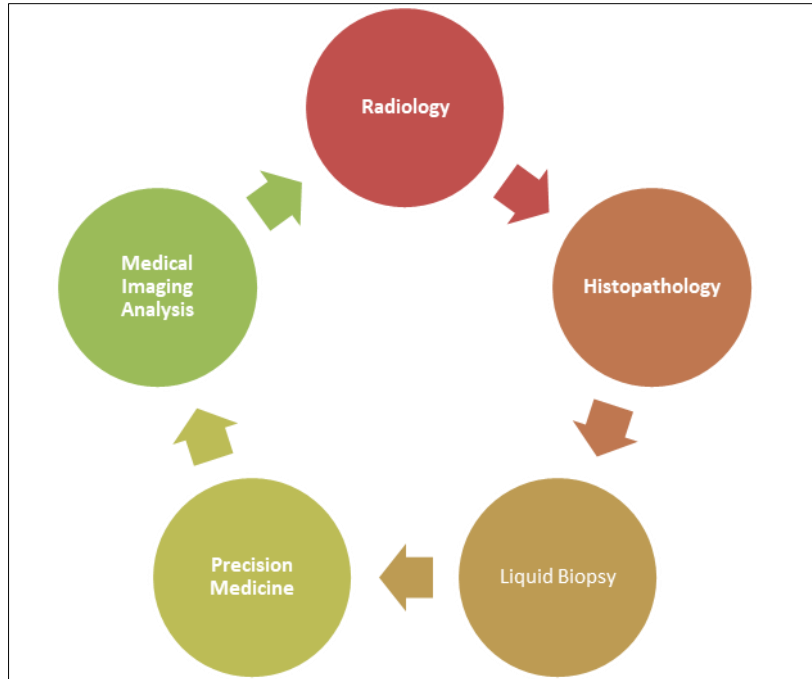 Radiology
Histopathology
Liquid Biopsy
Precision
Medicine
Medical
Imaging
Analysis